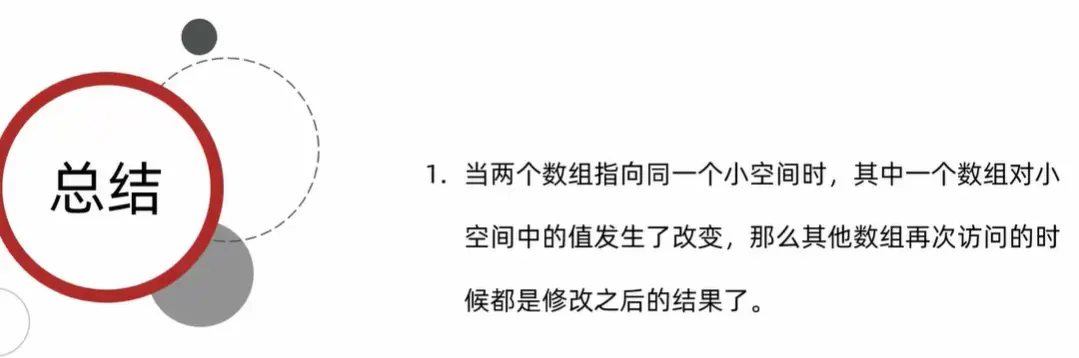 总结
1. 当两个数组指向同一个小空间时，其中一个数组对小
空间中的值发生了改变，那么其他数组再次访问的时
候都是修改之后的结果了。